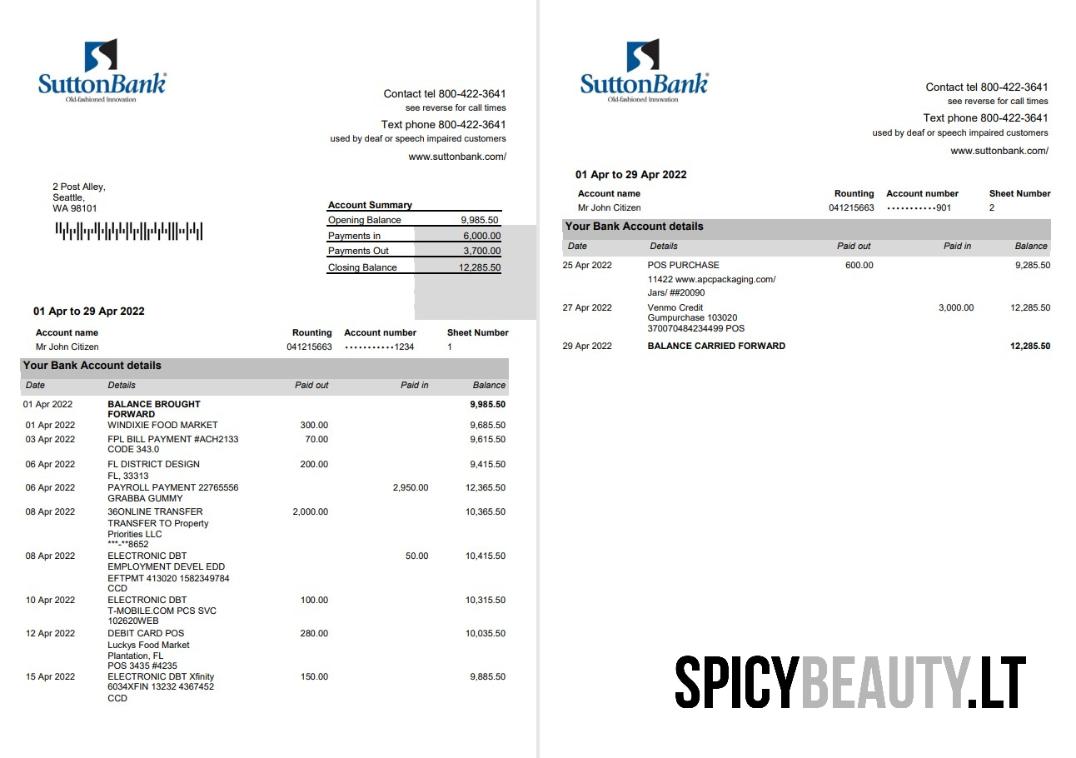 SuttonBank®
Old-fashioned Innovation
Contact tel 800-422-3641
see reverse for call times
Text phone 800-422-3641
used by deaf or speech impaired customers
www.suttonbank.com/
2 Post Alley,
Seattle,
WA 98101
Account Summary
Opening Balance 9,985.50
Payments in 6,000.00
Payments Out 3,700.00
Closing Balance 12,285.50
01 Apr to 29 Apr 2022
Account name Rounting Account number Sheet Number
Mr John Citizen 041215663 ···········1234 1
Your Bank Account details
Date Details Paid out Paid in Balance
01 Apr 2022 BALANCE BROUGHT 9,985.50
FORWARD
01 Apr 2022 WINDIXIE FOOD MARKET 300.00 9,685.50
03 Apr 2022 FPL BILL PAYMENT #ACH2133 70.00 9,615.50
CODE 343.0
06 Apr 2022 FL DISTRICT DESIGN 200.00 9,415.50
FL, 33313
06 Apr 2022 PAYROLL PAYMENT 22765556 2,950.00 12,365.50
GRABBA GUMMY
08 Apr 2022 36ONLINE TRANSFER 2,000.00 10,365.50
TRANSFER TO Property
Priorities LLC
***-**8652
08 Apr 2022 ELECTRONIC DBT 50.00 10,415.50
EMPLOYMENT DEVEL EDD
EFTPMT 413020 1582349784
CCD
10 Apr 2022 ELECTRONIC DBT 100.00 10,315.50
T-MOBILE.COM PCS SVC
102620WEB
12 Apr 2022 DEBIT CARD POS 280.00 10,035.50
Luckys Food Market
Plantation, FL
POS 3435 #4235
15 Apr 2022 ELECTRONIC DBT Xfinity 150.00 9,885.50
6034XFIN 13232 4367452
CCD
SuttonBank®
Old-fashioned Innovation
Contact tel 800-422-3641
see reverse for call times
Text phone 800-422-3641
used by deaf or speech impaired customers
www.suttonbank.com/
01 Apr to 29 Apr 2022
Account name Rounting Account number Sheet Number
Mr John Citizen 041215663 ···········901 2
Your Bank Account details
Date Details Paid out Paid in Balance
25 Apr 2022 POS PURCHASE 600.00 9,285.50
11422 www.apcpackaging.com/
Jars/ ##20090
27 Apr 2022 Venmo Credit 3,000.00 12,285.50
Gumpurchase 103020
370070484234499 POS
29 Apr 2022 BALANCE CARRIED FORWARD 12,285.50
SPICYBEAUTY.LT